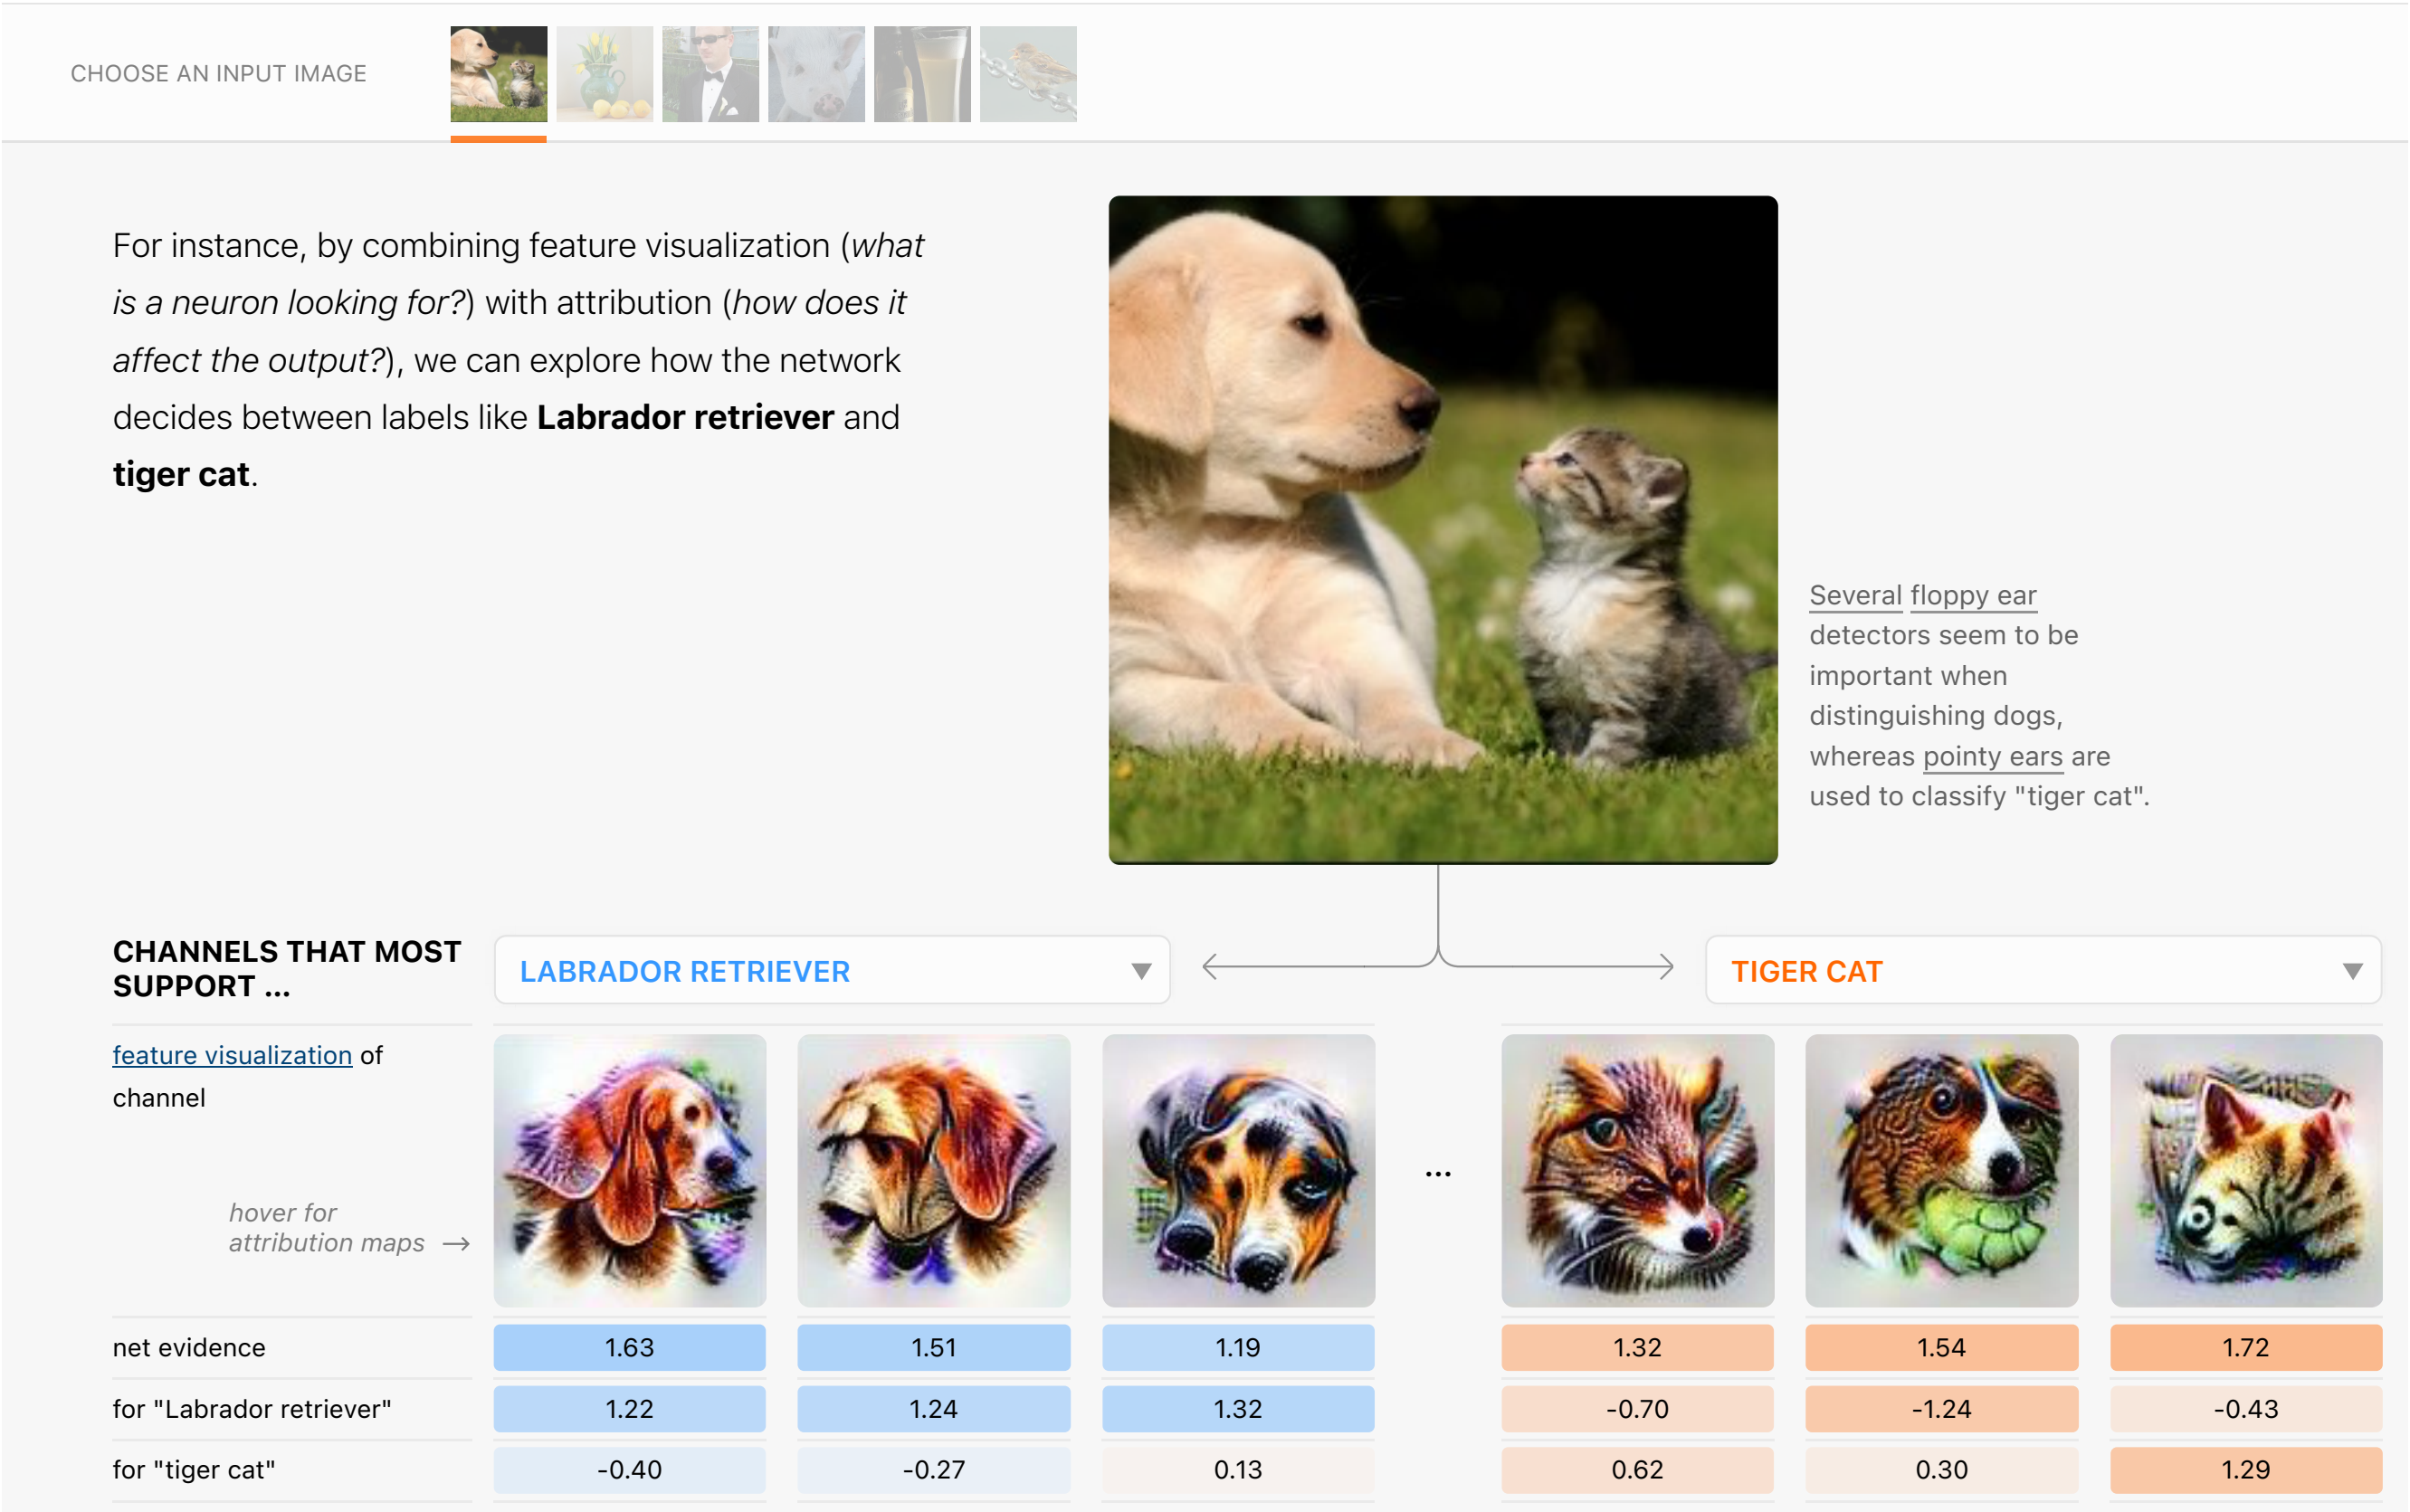 CHOOSE AN INPUT IMAGE
For instance, by combining feature visualization (what
is a neuron looking for?) with attribution (how does it
affect the output?), we can explore how the network
decides between labels like Labrador retriever and
tiger cat.
Several floppy ear
detectors seem to be
important when
distinguishing dogs,
whereas pointy ears are
used to classify "tiger cat".
CHANNELS THAT MOST
SUPPORT ...
LABRADOR RETRIEVER ▼
TIGER CAT ▼
feature visualization of
channel
hover for
attribution maps →
...
net evidence 1.63 1.51 1.19 1.32 1.54 1.72
for "Labrador retriever" 1.22 1.24 1.32 -0.70 -1.24 -0.43
for "tiger cat" -0.40 -0.27 0.13 0.62 0.30 1.29